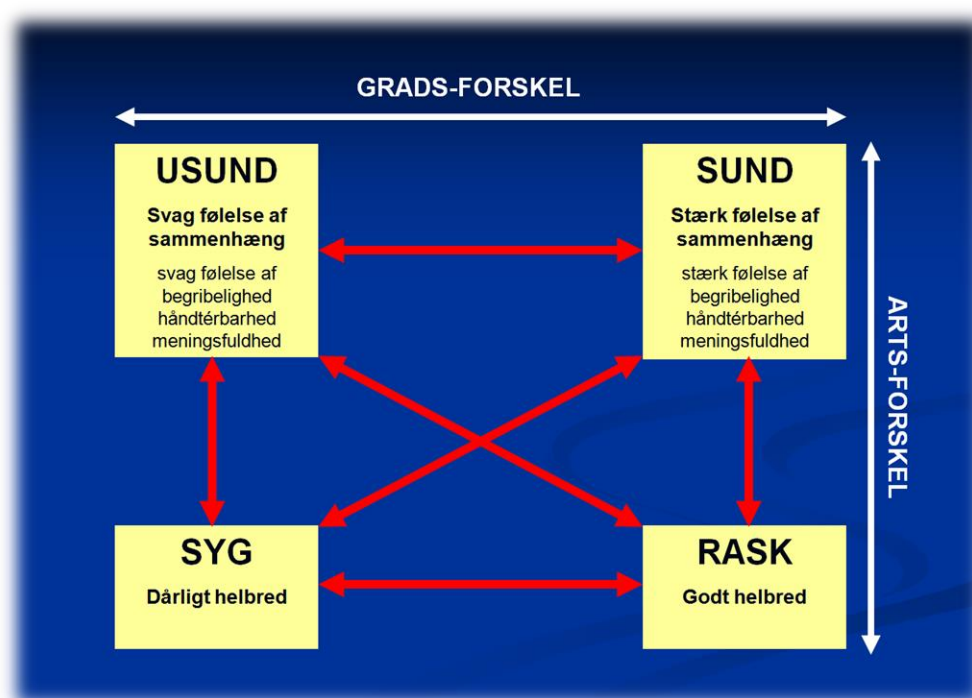 GRADS-FORSKEL
USUND
Svag følelse af
sammenhæng
svag følelse af
begribelighed
håndtérbarhed
meningsfuldhed
SUND
Stærk følelse af
sammenhæng
stærk følelse af
begribelighed
håndtérbarhed
meningsfuldhed
ARTS-FORSKEL
SYG
Dårligt helbred
RASK
Godt helbred